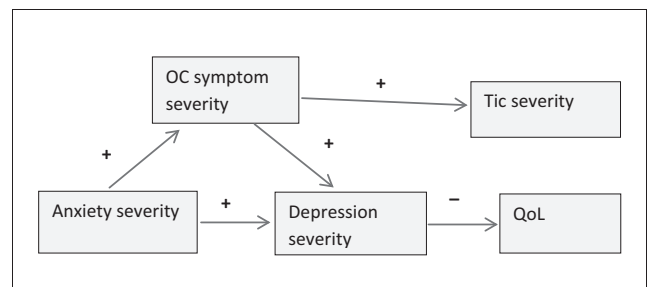 OC symptom
severity
+
Tic severity
+
+
Anxiety severity
+
Depression
severity
−
QoL